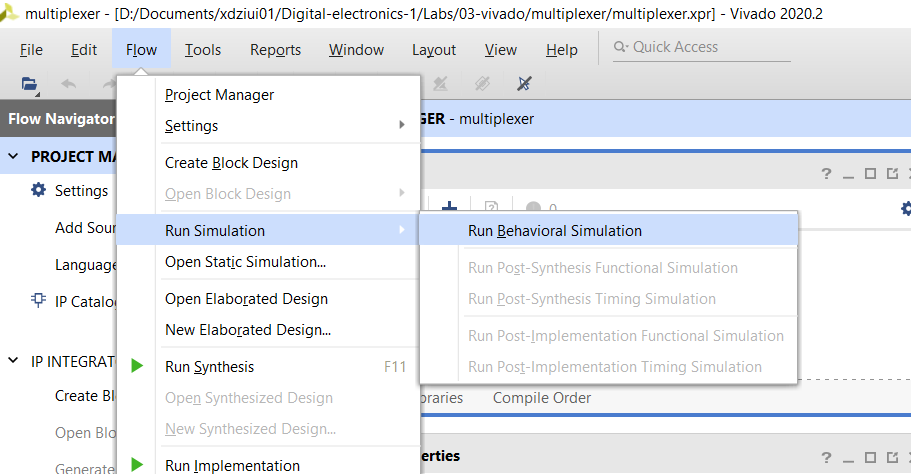 multiplexer - [D:/Documents/xdziui01/Digital-electronics-1/Labs/03-vivado/multiplexer/multiplexer.xpr] - Vivado 2020.2
File Edit Flow Tools Reports Window Layout View Help Quick Access
Flow Navigator
GER - multiplexer
PROJECT MA
Settings
Add Sour
Language
IP Catalog
IP INTEGRAT
Create Bl
Open Blo
Generate
Project Manager
Settings
Create Block Design
Open Block Design
Run Simulation
Open Static Simulation...
Open Elaborated Design
New Elaborated Design...
Run Synthesis F11
Open Synthesized Design
New Synthesized Design...
Run Implementation
? 
? 0
Run Behavioral Simulation
Run Post-Synthesis Functional Simulation
Run Post-Synthesis Timing Simulation
Run Post-Implementation Functional Simulation
Run Post-Implementation Timing Simulation
raries Compile Order
erties ?